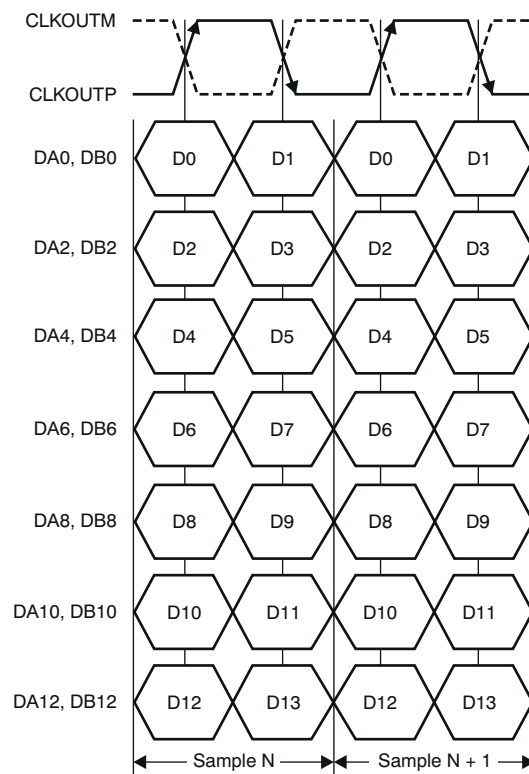 CLKOUTM
CLKOUTP
DA0, DB0 D0 D1 D0 D1
DA2, DB2 D2 D3 D2 D3
DA4, DB4 D4 D5 D4 D5
DA6, DB6 D6 D7 D6 D7
DA8, DB8 D8 D9 D8 D9
DA10, DB10 D10 D11 D10 D11
DA12, DB12 D12 D13 D12 D13
Sample N Sample N + 1